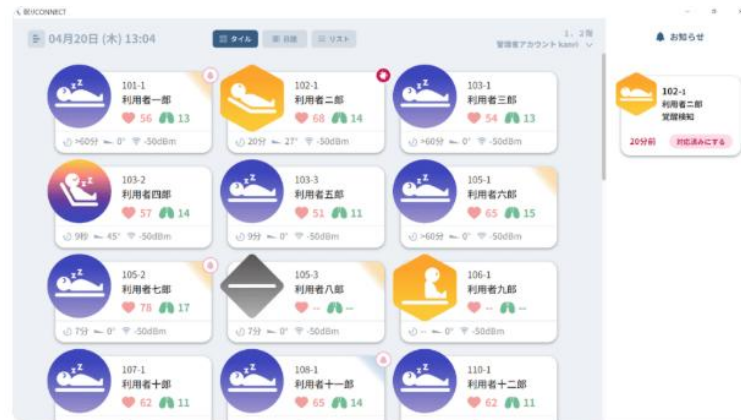 眠りCONNECT
04月20日 (木) 13:04
タイル
日誌
リスト
1, 2階
管理者アカウント
お知らせ
101-1
利用者一郎
56 13
>60分 0° -50dBm
102-1
利用者二郎
68 14
20分 27° -50dBm
103-1
利用者三郎
54 13
>60分 0° -50dBm
102-1
利用者二郎
覚醒検知
20分前 対応済みにする
103-2
利用者四郎
57 14
9秒 45° -50dBm
103-3
利用者五郎
51 11
9分 0° -50dBm
105-1
利用者六郎
65 15
>60分 0° -50dBm
105-2
利用者七郎
78 17
7分 0° -50dBm
105-3
利用者八郎
-- --
7分 0° -50dBm
106-1
利用者九郎
-- --
-- 0° -50dBm
107-1
利用者十郎
62 11
108-1
利用者十一郎
65 14
110-1
利用者十二郎
62 11